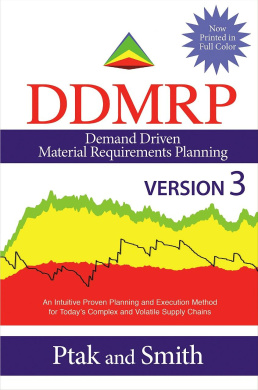 Now
Printed in
Full Color
DDMRP
Demand Driven
Material Requirements Planning
VERSION 3
An Intuitive Proven Planning and Execution Method
for Today's Complex and Volatile Supply Chains
Ptak and Smith